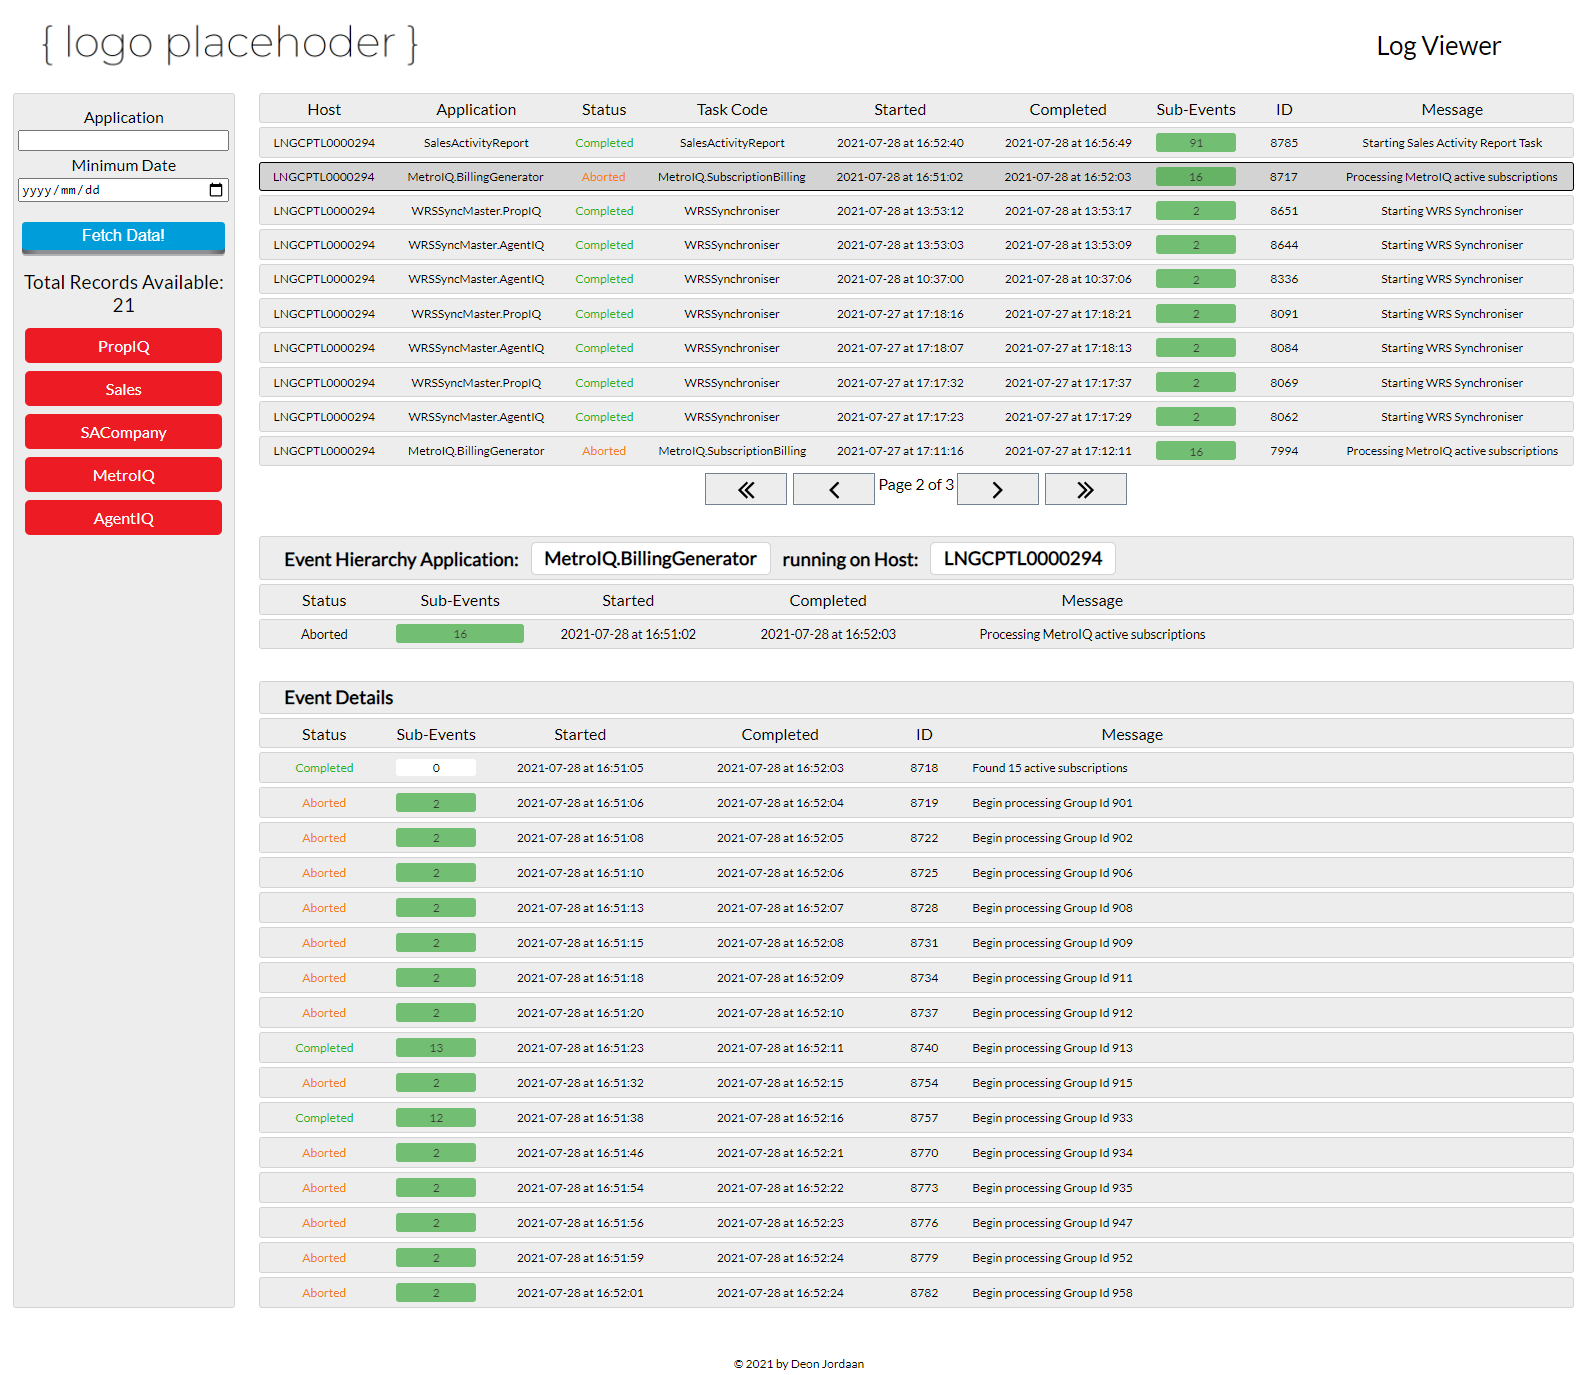 { logo placehoder }
Log Viewer
Application
Minimum Date
yyyy/mm/dd
Fetch Data!
Total Records Available:
21
PropIQ
Sales
SACompany
MetroIQ
AgentIQ
Host Application Status Task Code Started Completed Sub-Events ID Message
LNGCPTL0000294 SalesActivityReport Completed SalesActivityReport 2021-07-28 at 16:52:40 2021-07-28 at 16:56:49 91 8785 Starting Sales Activity Report Task
LNGCPTL0000294 MetroIQ.BillingGenerator Aborted MetroIQ.SubscriptionBilling 2021-07-28 at 16:51:02 2021-07-28 at 16:52:03 16 8717 Processing MetroIQ active subscriptions
LNGCPTL0000294 WRSSyncMaster.PropIQ Completed WRSSynchroniser 2021-07-28 at 13:53:12 2021-07-28 at 13:53:17 2 8651 Starting WRS Synchroniser
LNGCPTL0000294 WRSSyncMaster.AgentIQ Completed WRSSynchroniser 2021-07-28 at 13:53:03 2021-07-28 at 13:53:09 2 8644 Starting WRS Synchroniser
LNGCPTL0000294 WRSSyncMaster.AgentIQ Completed WRSSynchroniser 2021-07-28 at 10:37:00 2021-07-28 at 10:37:06 2 8336 Starting WRS Synchroniser
LNGCPTL0000294 WRSSyncMaster.PropIQ Completed WRSSynchroniser 2021-07-27 at 17:18:16 2021-07-27 at 17:18:21 2 8091 Starting WRS Synchroniser
LNGCPTL0000294 WRSSyncMaster.AgentIQ Completed WRSSynchroniser 2021-07-27 at 17:18:07 2021-07-27 at 17:18:13 2 8084 Starting WRS Synchroniser
LNGCPTL0000294 WRSSyncMaster.PropIQ Completed WRSSynchroniser 2021-07-27 at 17:17:32 2021-07-27 at 17:17:37 2 8069 Starting WRS Synchroniser
LNGCPTL0000294 WRSSyncMaster.AgentIQ Completed WRSSynchroniser 2021-07-27 at 17:17:23 2021-07-27 at 17:17:29 2 8062 Starting WRS Synchroniser
LNGCPTL0000294 MetroIQ.BillingGenerator Aborted MetroIQ.SubscriptionBilling 2021-07-27 at 17:11:16 2021-07-27 at 17:12:11 16 7994 Processing MetroIQ active subscriptions
Page 2 of 3
Event Hierarchy Application: MetroIQ.BillingGenerator running on Host: LNGCPTL0000294
Status Sub-Events Started Completed Message
Aborted 16 2021-07-28 at 16:51:02 2021-07-28 at 16:52:03 Processing MetroIQ active subscriptions
Event Details
Status Sub-Events Started Completed ID Message
Completed 0 2021-07-28 at 16:51:05 2021-07-28 at 16:52:03 8718 Found 15 active subscriptions
Aborted 2 2021-07-28 at 16:51:06 2021-07-28 at 16:52:04 8719 Begin processing Group Id 901
Aborted 2 2021-07-28 at 16:51:08 2021-07-28 at 16:52:05 8722 Begin processing Group Id 902
Aborted 2 2021-07-28 at 16:51:10 2021-07-28 at 16:52:06 8725 Begin processing Group Id 906
Aborted 2 2021-07-28 at 16:51:13 2021-07-28 at 16:52:07 8728 Begin processing Group Id 908
Aborted 2 2021-07-28 at 16:51:15 2021-07-28 at 16:52:08 8731 Begin processing Group Id 909
Aborted 2 2021-07-28 at 16:51:18 2021-07-28 at 16:52:09 8734 Begin processing Group Id 911
Aborted 2 2021-07-28 at 16:51:20 2021-07-28 at 16:52:10 8737 Begin processing Group Id 912
Completed 13 2021-07-28 at 16:51:23 2021-07-28 at 16:52:11 8740 Begin processing Group Id 913
Aborted 2 2021-07-28 at 16:51:32 2021-07-28 at 16:52:15 8754 Begin processing Group Id 915
Completed 12 2021-07-28 at 16:51:38 2021-07-28 at 16:52:16 8757 Begin processing Group Id 933
Aborted 2 2021-07-28 at 16:51:46 2021-07-28 at 16:52:21 8770 Begin processing Group Id 934
Aborted 2 2021-07-28 at 16:51:54 2021-07-28 at 16:52:22 8773 Begin processing Group Id 935
Aborted 2 2021-07-28 at 16:51:56 2021-07-28 at 16:52:23 8776 Begin processing Group Id 947
Aborted 2 2021-07-28 at 16:51:59 2021-07-28 at 16:52:24 8779 Begin processing Group Id 952
Aborted 2 2021-07-28 at 16:52:01 2021-07-28 at 16:52:24 8782 Begin processing Group Id 958
© 2021 by Deon Jordaan